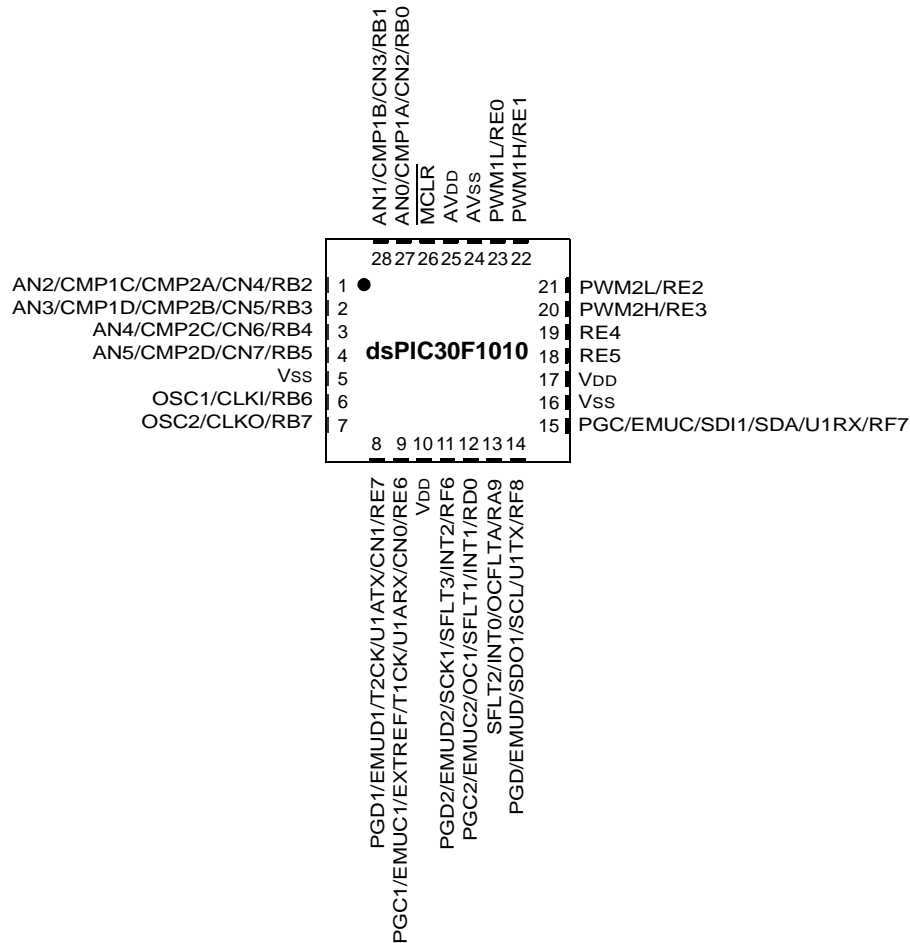 AN1/CMP1B/CN3/RB1
AN0/CMP1A/CN2/RB0
MCLR
AVDD
AVSS
PWM1L/RE0
PWM1H/RE1
28 27 26 25 24 23 22
AN2/CMP1C/CMP2A/CN4/RB2 1
AN3/CMP1D/CMP2B/CN5/RB3 2
AN4/CMP2C/CN6/RB4 3
AN5/CMP2D/CN7/RB5 4
VSS 5
OSC1/CLKI/RB6 6
OSC2/CLKO/RB7 7
dsPIC30F1010
21 PWM2L/RE2
20 PWM2H/RE3
19 RE4
18 RE5
17 VDD
16 VSS
15 PGC/EMUC/SDI1/SDA/U1RX/RF7
8 9 10 11 12 13 14
PGD1/EMUD1/T2CK/U1ATX/CN1/RE7
PGC1/EMUC1/EXTREF/T1CK/U1ARX/CN0/RE6
VDD
PGD2/EMUD2/SCK1/SFLT3/INT2/RF6
PGC2/EMUC2/OC1/SFLT1/INT1/RD0
SFLT2/INT0/OCFLTA/RA9
PGD/EMUD/SDO1/SCL/U1TX/RF8